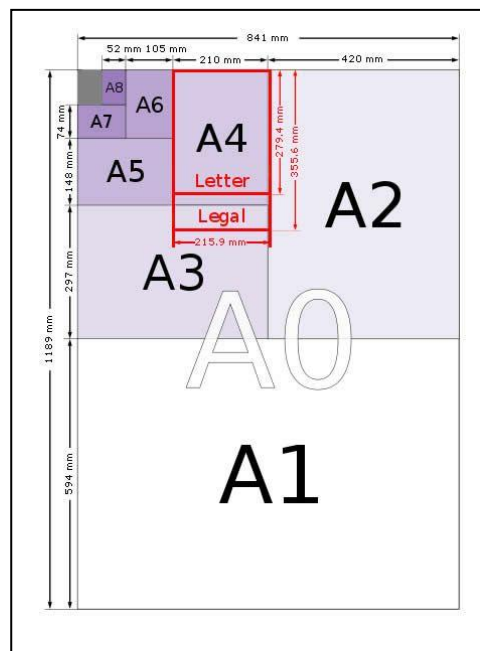 841 mm
52 mm 105 mm 210 mm 420 mm
A8
A6
A7
74 mm
A4
279.4 mm
355.6 mm
A5
148 mm
Letter
Legal
A2
215.9 mm
A3
297 mm
1189 mm
A0
A1
594 mm